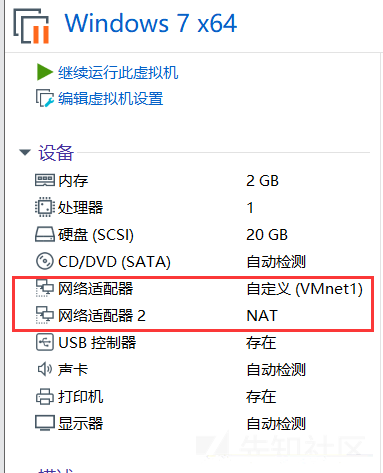 Windows 7 x64
继续运行此虚拟机
编辑虚拟机设置
设备
内存 2 GB
处理器 1
硬盘 (SCSI) 20 GB
CD/DVD (SATA) 自动检测
网络适配器 自定义 (VMnet1)
网络适配器 2 NAT
USB 控制器 存在
声卡 自动检测
打印机 存在
显示器 自动检测
先知社区
描述